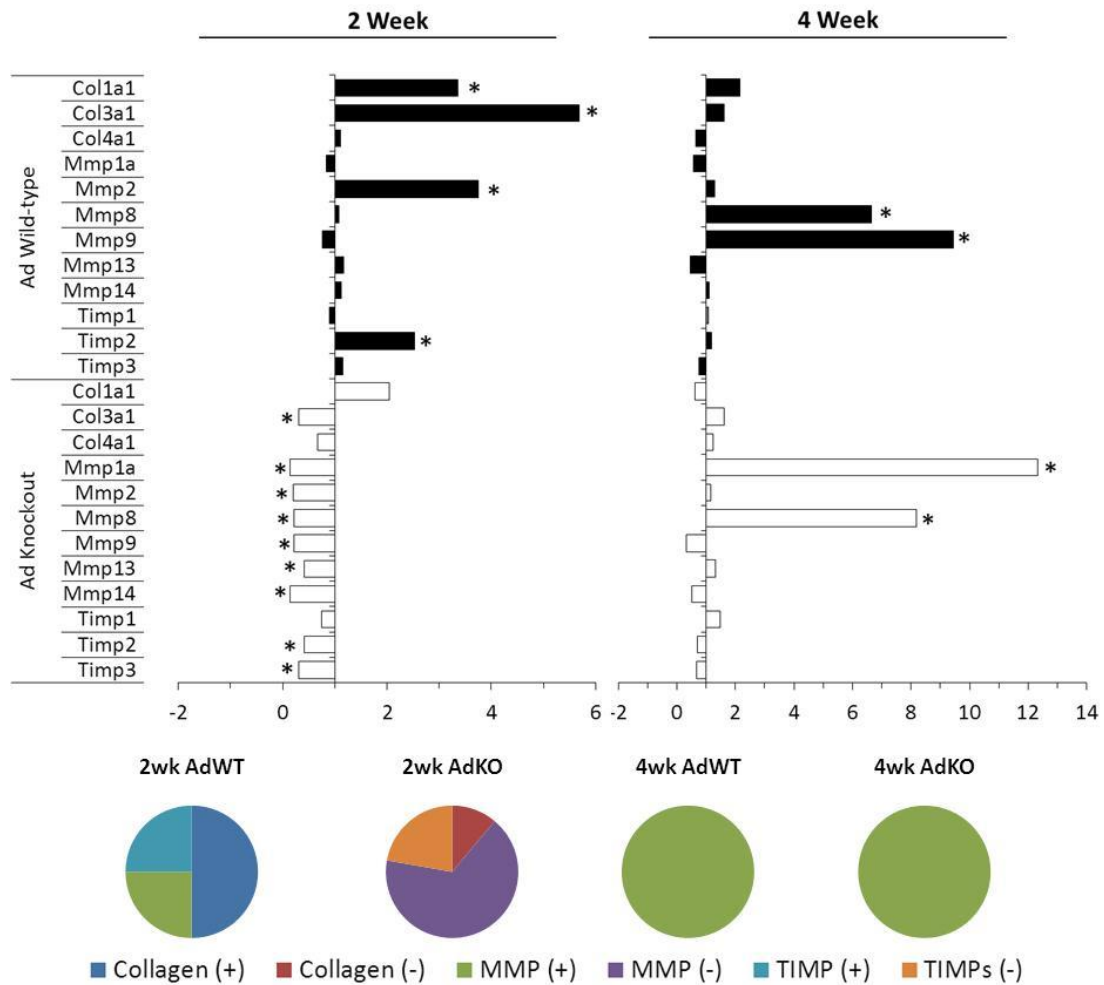 2 Week 4 Week
Ad Wild-type
Col1a1 *
Col3a1 *
Col4a1
Mmp1a
Mmp2 *
Mmp8 *
Mmp9 *
Mmp13
Mmp14
Timp1
Timp2 *
Timp3
Ad Knockout
Col1a1
Col3a1 *
Col4a1
Mmp1a * *
Mmp2 *
Mmp8 * *
Mmp9 *
Mmp13 *
Mmp14 *
Timp1
Timp2 *
Timp3 *
-2 0 2 4 6 -2 0 2 4 6 8 10 12 14
2wk AdWT 2wk AdKO 4wk AdWT 4wk AdKO
Collagen (+) Collagen (-) MMP (+) MMP (-) TIMP (+) TIMPs (-)